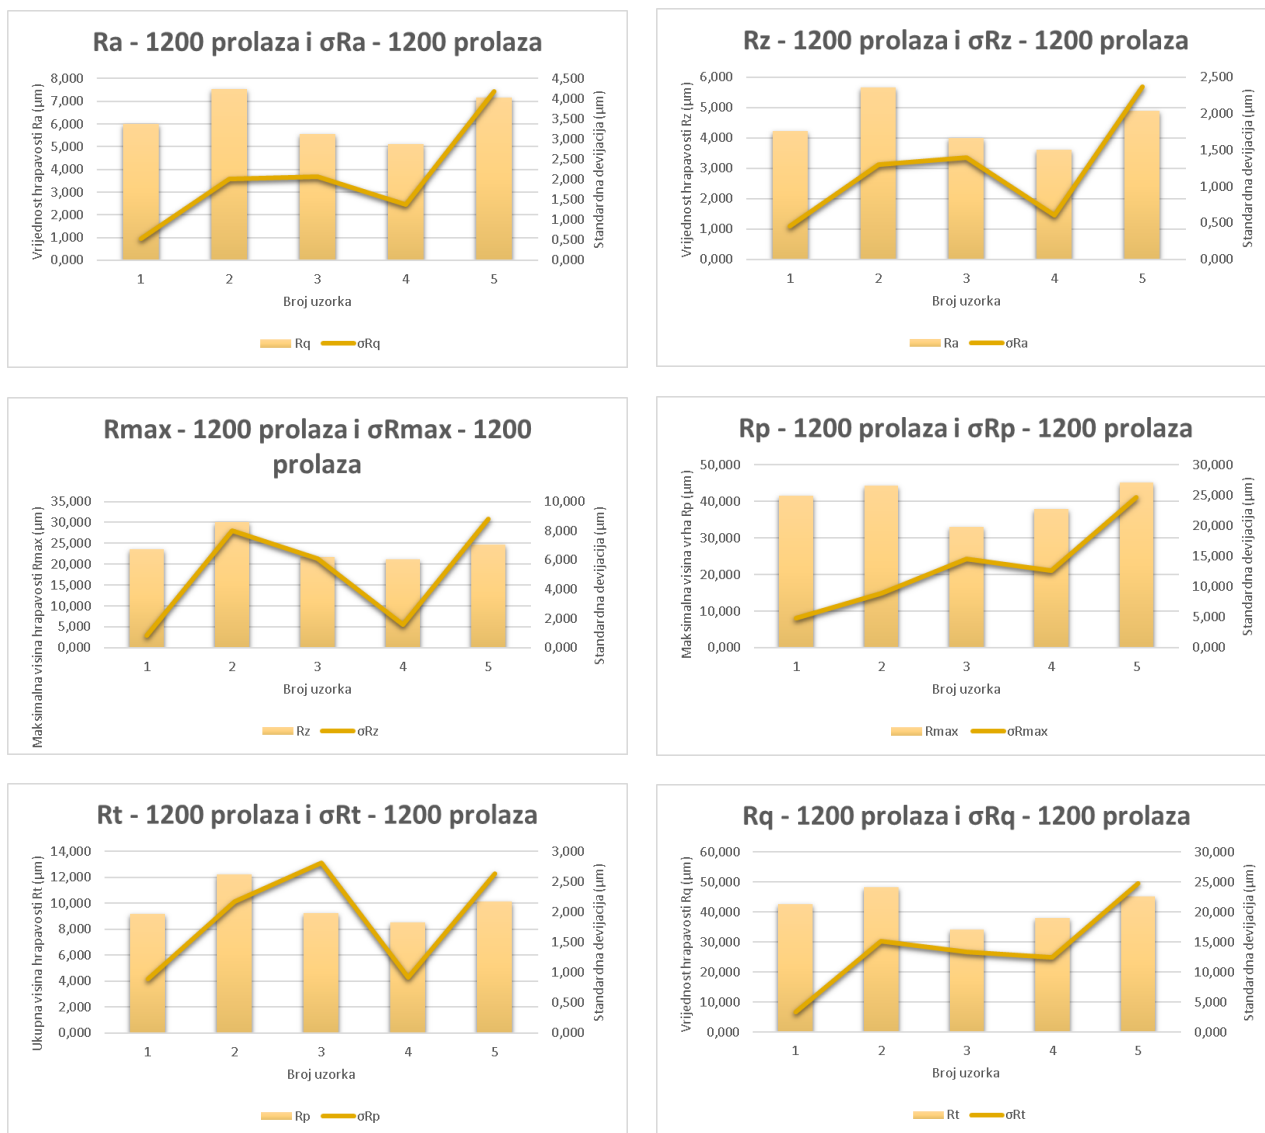 Ra - 1200 prolaza i σRa - 1200 prolaza
Vrijednost hrapavosti Ra (µm)
8,000
7,000
6,000
5,000
4,000
3,000
2,000
1,000
0,000
4,500
4,000
3,500
3,000
2,500
2,000
1,500
1,000
0,500
0,000
Standardna devijacija (µm)
1 2 3 4 5
Broj uzorka
Rq σRq
Rz - 1200 prolaza i σRz - 1200 prolaza
Vrijednost hrapavosti Rz (µm)
6,000
5,000
4,000
3,000
2,000
1,000
0,000
2,500
2,000
1,500
1,000
0,500
0,000
Standardna devijacija (µm)
1 2 3 4 5
Broj uzorka
Ra σRa
Rmax - 1200 prolaza i σRmax - 1200
prolaza
Maksimalna visina hrapavosti Rmax (µm)
35,000
30,000
25,000
20,000
15,000
10,000
5,000
0,000
10,000
8,000
6,000
4,000
2,000
0,000
Standardna devijacija (µm)
1 2 3 4 5
Broj uzorka
Rz σRz
Rp - 1200 prolaza i σRp - 1200 prolaza
Maksimalna visina vrha Rp (µm)
50,000
40,000
30,000
20,000
10,000
0,000
30,000
25,000
20,000
15,000
10,000
5,000
0,000
Standardna devijacija (µm)
1 2 3 4 5
Broj uzorka
Rmax σRmax
Rt - 1200 prolaza i σRt - 1200 prolaza
Ukupna visina hrapavosti Rt (µm)
14,000
12,000
10,000
8,000
6,000
4,000
2,000
0,000
3,000
2,500
2,000
1,500
1,000
0,500
0,000
Standardna devijacija (µm)
1 2 3 4 5
Broj uzorka
Rp σRp
Rq - 1200 prolaza i σRq - 1200 prolaza
Vrijednost hrapavosti Rq (µm)
60,000
50,000
40,000
30,000
20,000
10,000
0,000
30,000
25,000
20,000
15,000
10,000
5,000
0,000
Standardna devijacija (µm)
1 2 3 4 5
Broj uzorka
Rt σRt